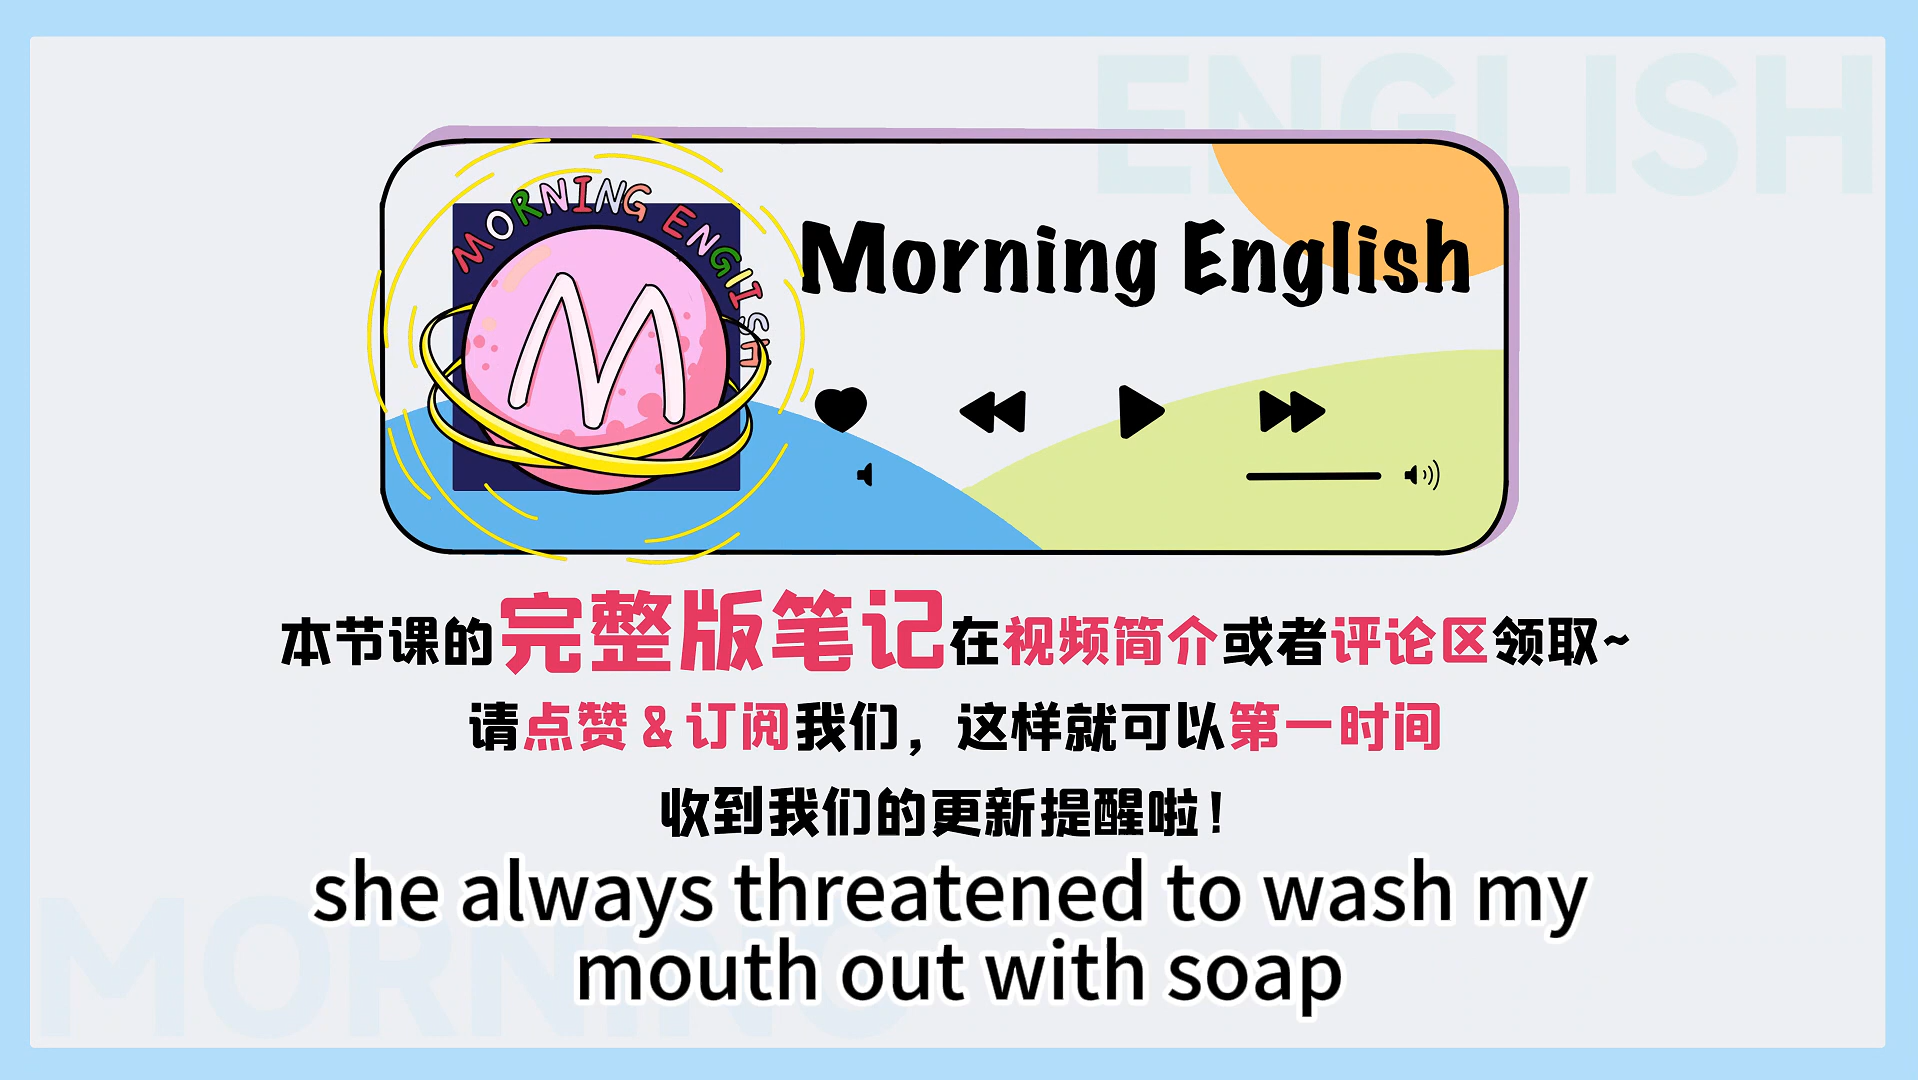 ENGLISH
MORNING ENGLISH
M
Morning English
本节课的完整版笔记在视频简介或者评论区领取~
请点赞&订阅我们，这样就可以第一时间
收到我们的更新提醒啦！
she always threatened to wash my
mouth out with soap
MORNING